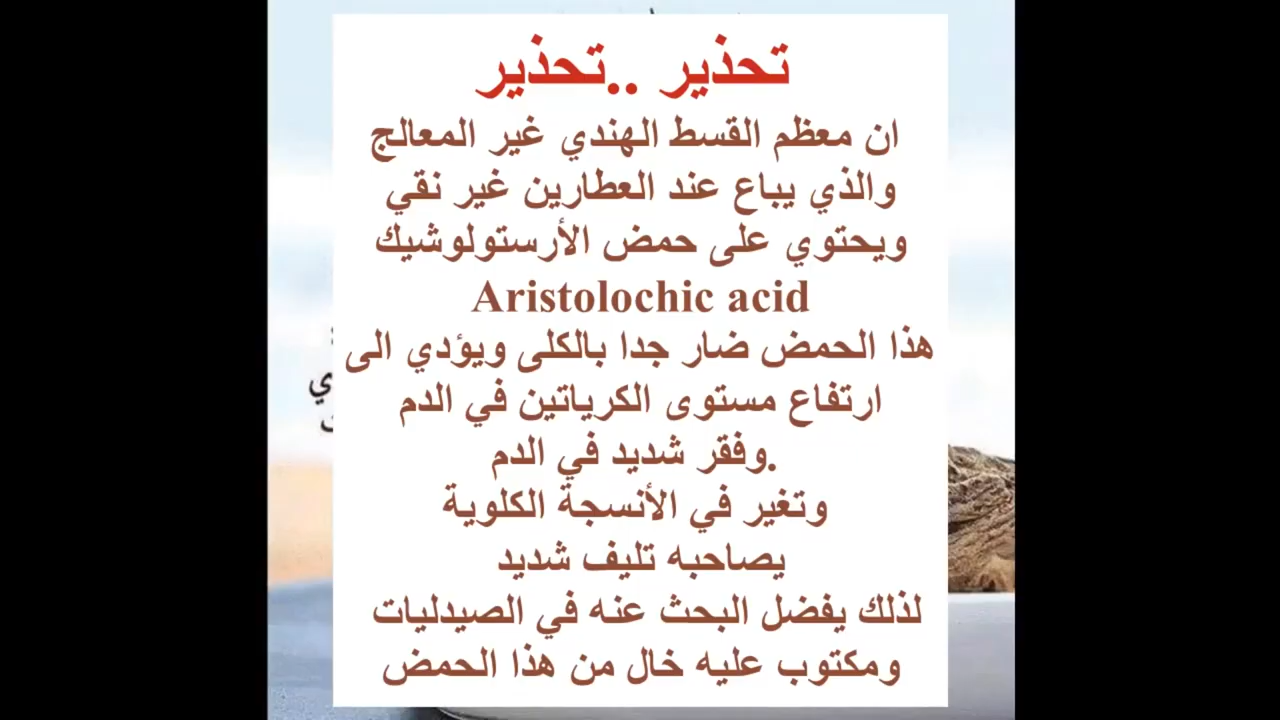 تحذير ..تحذير
ان معظم القسط الهندي غير المعالج
والذي يباع عند العطارين غير نقي
ويحتوي على حمض الأرستولوشيك
Aristolochic acid
هذا الحمض ضار جدا بالكلى ويؤدي الى
ارتفاع مستوى الكرياتين في الدم
.وفقر شديد في الدم
وتغير في الأنسجة الكلوية
يصاحبه تليف شديد
لذلك يفضل البحث عنه في الصيدليات
ومكتوب عليه خال من هذا الحمض